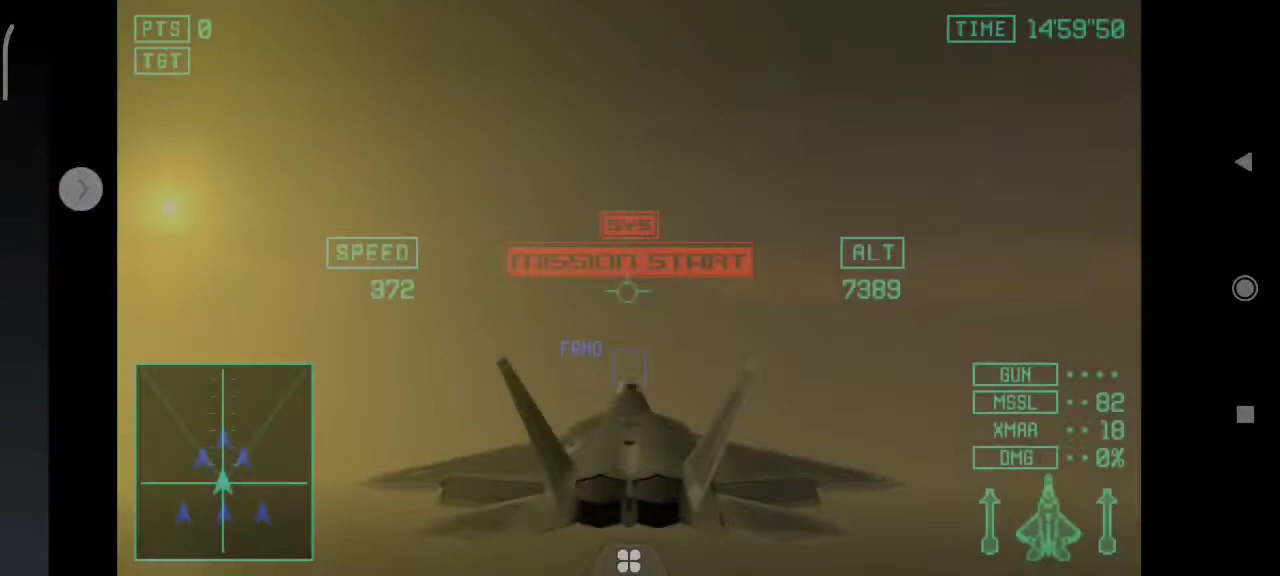 PTS 0
TIME 14'59"50
TGT
SYS
SPEED
MISSION START
ALT
372
7389
FRND
GUN ····
MSSL ··82
XMAA ··18
DMG ··0%